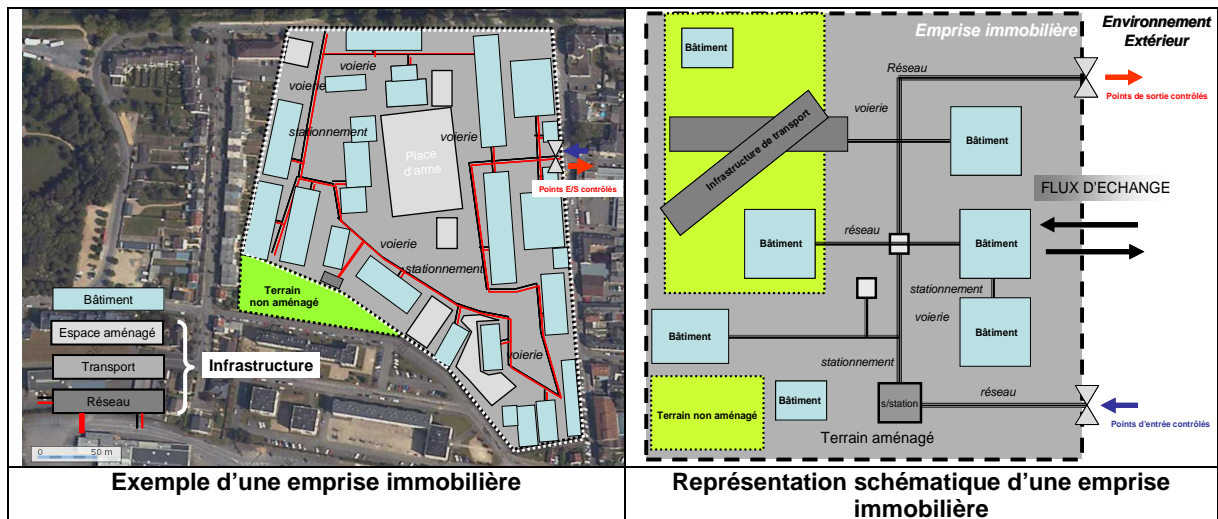 voierie
voierie
stationnement
voierie
Place
d'arme
Points E/S contrôlés
voierie
stationnement
Terrain
non aménagé
voierie
Bâtiment
Espace aménagé
Transport
Réseau
Infrastructure
0 50 m
Exemple d'une emprise immobilière
Emprise immobilière
Environnement
Extérieur
Bâtiment
Réseau
Points de sortie contrôlés
voierie
Infrastructure de transport
Bâtiment
FLUX D'ECHANGE
Bâtiment
réseau
Bâtiment
stationnement
voierie
Bâtiment
Bâtiment
stationnement
Terrain non aménagé
Bâtiment
s/station
réseau
Points d'entrée contrôlés
Terrain aménagé
Représentation schématique d'une emprise
immobilière